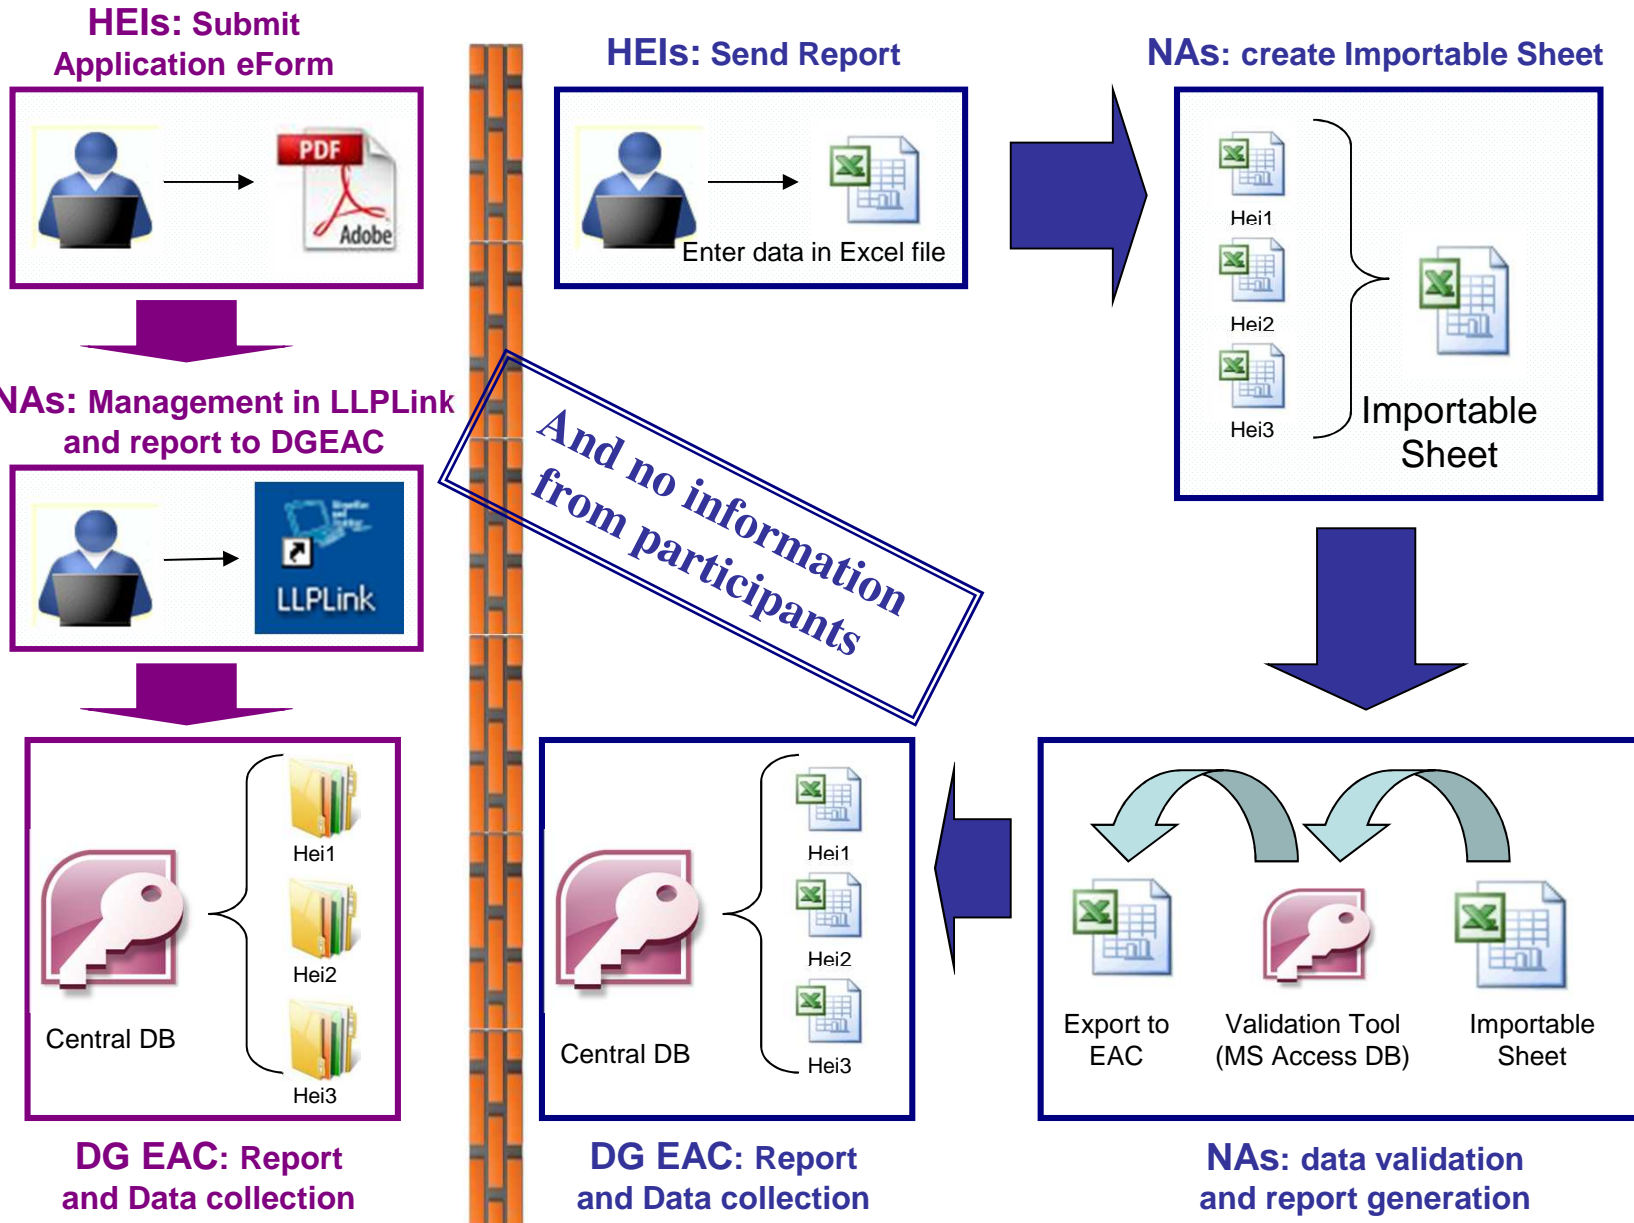 HEIs: Submit
Application eForm
PDF
Adobe
NAs: Management in LLPLink
and report to DGEAC
LLPLink
Hei1
Hei2
Hei3
Central DB
DG EAC: Report
and Data collection
HEIs: Send Report
Enter data in Excel file
NAs: create Importable Sheet
Hei1
Hei2
Hei3
Importable
Sheet
And no information
from participants
Export to
EAC
Validation Tool
(MS Access DB)
Importable
Sheet
NAs: data validation
and report generation
Hei1
Hei2
Hei3
Central DB
DG EAC: Report
and Data collection